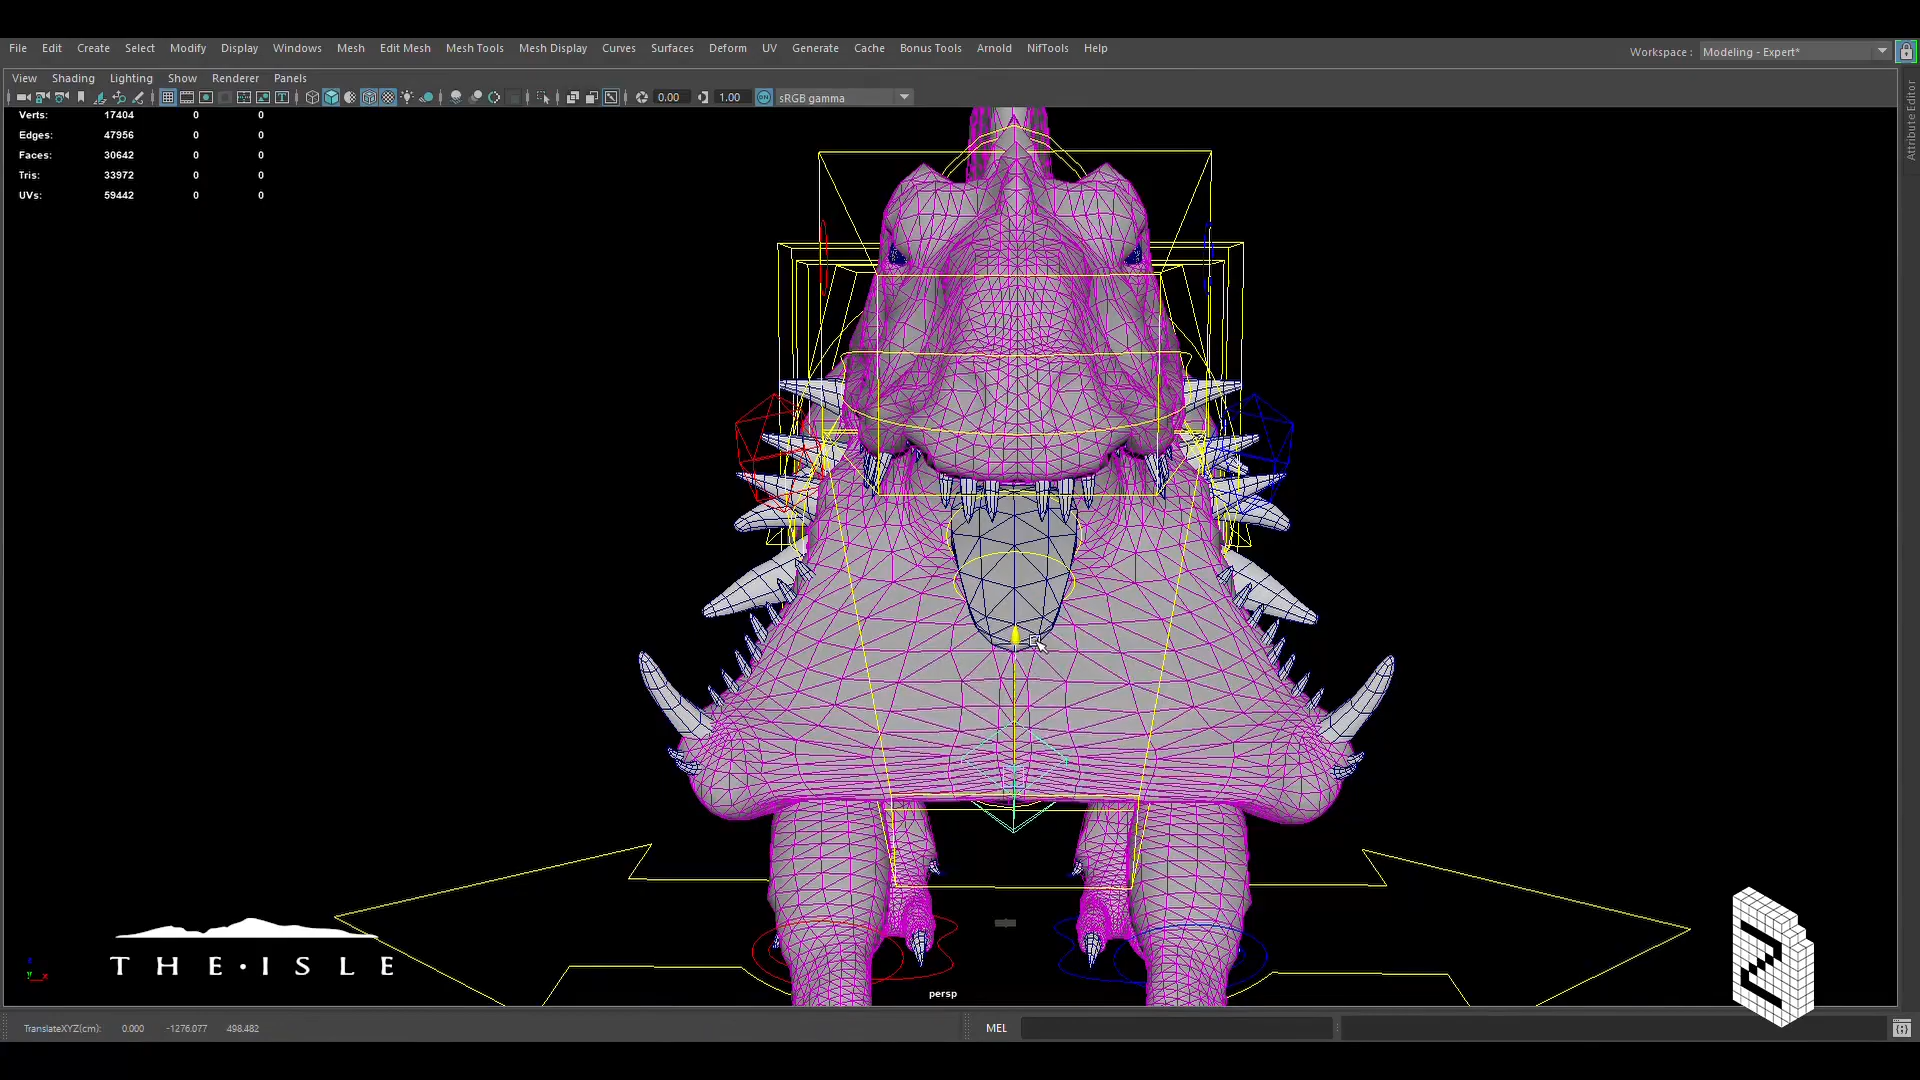 File Edit Create Select Modify Display Windows Mesh Edit Mesh Mesh Tools Mesh Display Curves Surfaces Deform UV Generate Cache Bonus Tools Arnold NifTools Help
Workspace : Modeling - Expert*
View Shading Lighting Show Renderer Panels
0.00 1.00 ON sRGB gamma
Attribute Editor
Verts: 17404 0 0
Edges: 47956 0 0
Faces: 30642 0 0
Tris: 33972 0 0
UVs: 59442 0 0
THE·ISLE
persp
TranslateXYZ(cm): 0.000 -1276.077 498.482
MEL